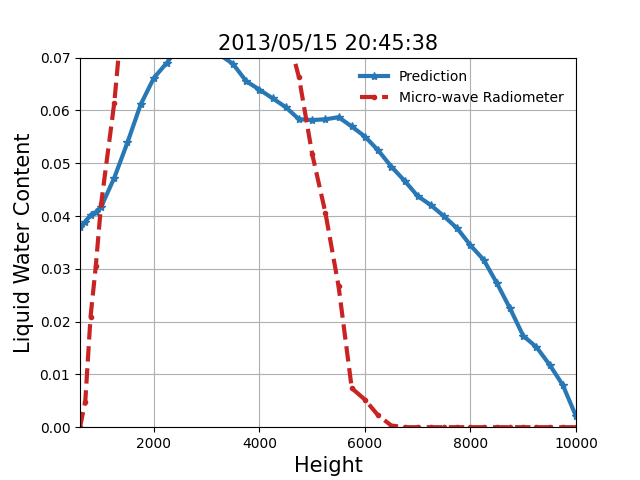 2013/05/15 20:45:38
Prediction
Micro-wave Radiometer
Liquid Water Content
0.07
0.06
0.05
0.04
0.03
0.02
0.01
0.00
2000 4000 6000 8000 10000
Height